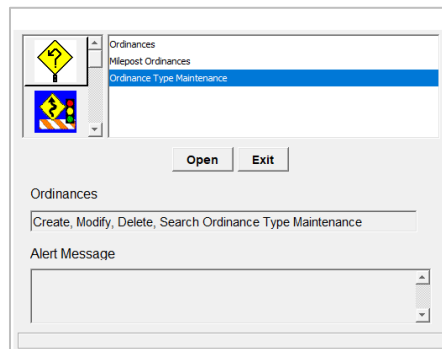 Ordinances
Milepost Ordinances
Ordinance Type Maintenance
Open Exit
Ordinances
Create, Modify, Delete, Search Ordinance Type Maintenance
Alert Message